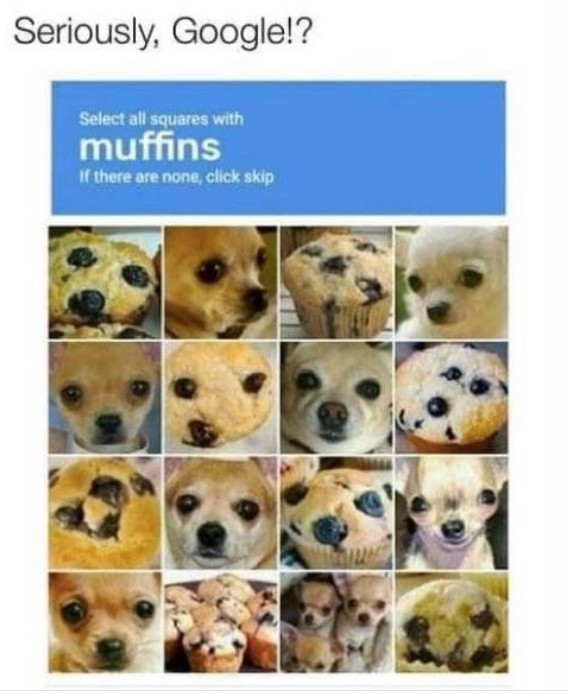 Seriously, Google!?
Select all squares with
muffins
If there are none, click skip